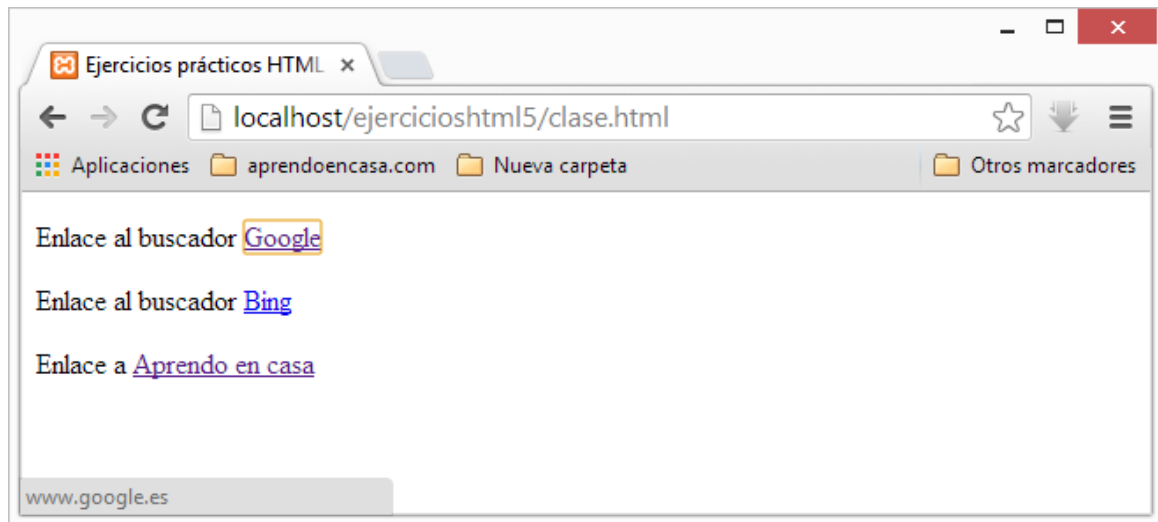 Ejercicios prácticos HTML
localhost/ejercicioshtml5/clase.html
Aplicaciones aprendoencasa.com Nueva carpeta Otros marcadores
Enlace al buscador Google
Enlace al buscador Bing
Enlace a Aprendo en casa
www.google.es